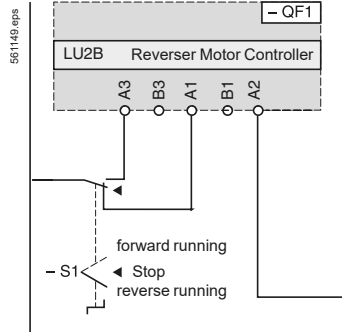 561149.eps
– QF1
LU2B Reverser Motor Controller
A3 B3 A1 B1 A2
forward running
– S1 Stop
reverse running